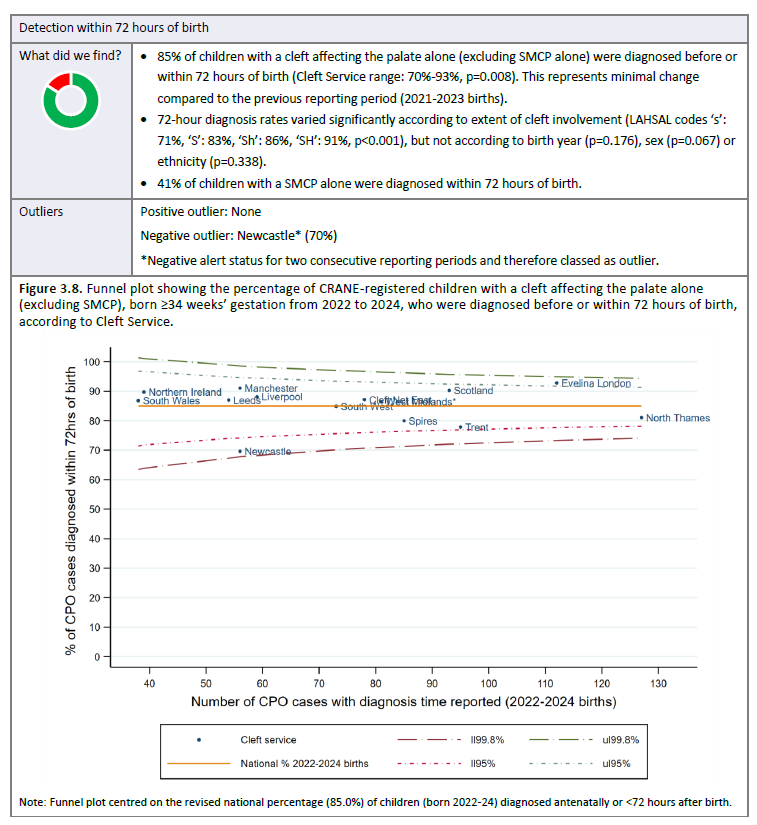 Detection within 72 hours of birth
What did we find?
• 85% of children with a cleft affecting the palate alone (excluding SMCP alone) were diagnosed before or
within 72 hours of birth (Cleft Service range: 70%-93%, p=0.008). This represents minimal change
compared to the previous reporting period (2021-2023 births).
• 72-hour diagnosis rates varied significantly according to extent of cleft involvement (LAHSAL codes ‘s’:
71%, ‘S’: 83%, ‘Sh’: 86%, ‘SH’: 91%, p<0.001), but not according to birth year (p=0.176), sex (p=0.067) or
ethnicity (p=0.338).
• 41% of children with a SMCP alone were diagnosed within 72 hours of birth.
Outliers
Positive outlier: None
Negative outlier: Newcastle* (70%)
*Negative alert status for two consecutive reporting periods and therefore classed as outlier.
Figure 3.8. Funnel plot showing the percentage of CRANE-registered children with a cleft affecting the palate alone
(excluding SMCP), born ≥34 weeks’ gestation from 2022 to 2024, who were diagnosed before or within 72 hours of birth,
according to Cleft Service.
% of CPO cases diagnosed within 72hrs of birth
100
90
80
70
60
50
40
30
20
10
0
Northern Ireland
South Wales
Manchester
Leeds
Liverpool
Newcastle
South West
Cleft Net East
West Midlands
Spires
Scotland
Trent
Evelina London
North Thames
40 50 60 70 80 90 100 110 120 130
Number of CPO cases with diagnosis time reported (2022-2024 births)
Cleft service
ll99.8%
ul99.8%
National % 2022-2024 births
ll95%
ul95%
Note: Funnel plot centred on the revised national percentage (85.0%) of children (born 2022-24) diagnosed antenatally or <72 hours after birth.